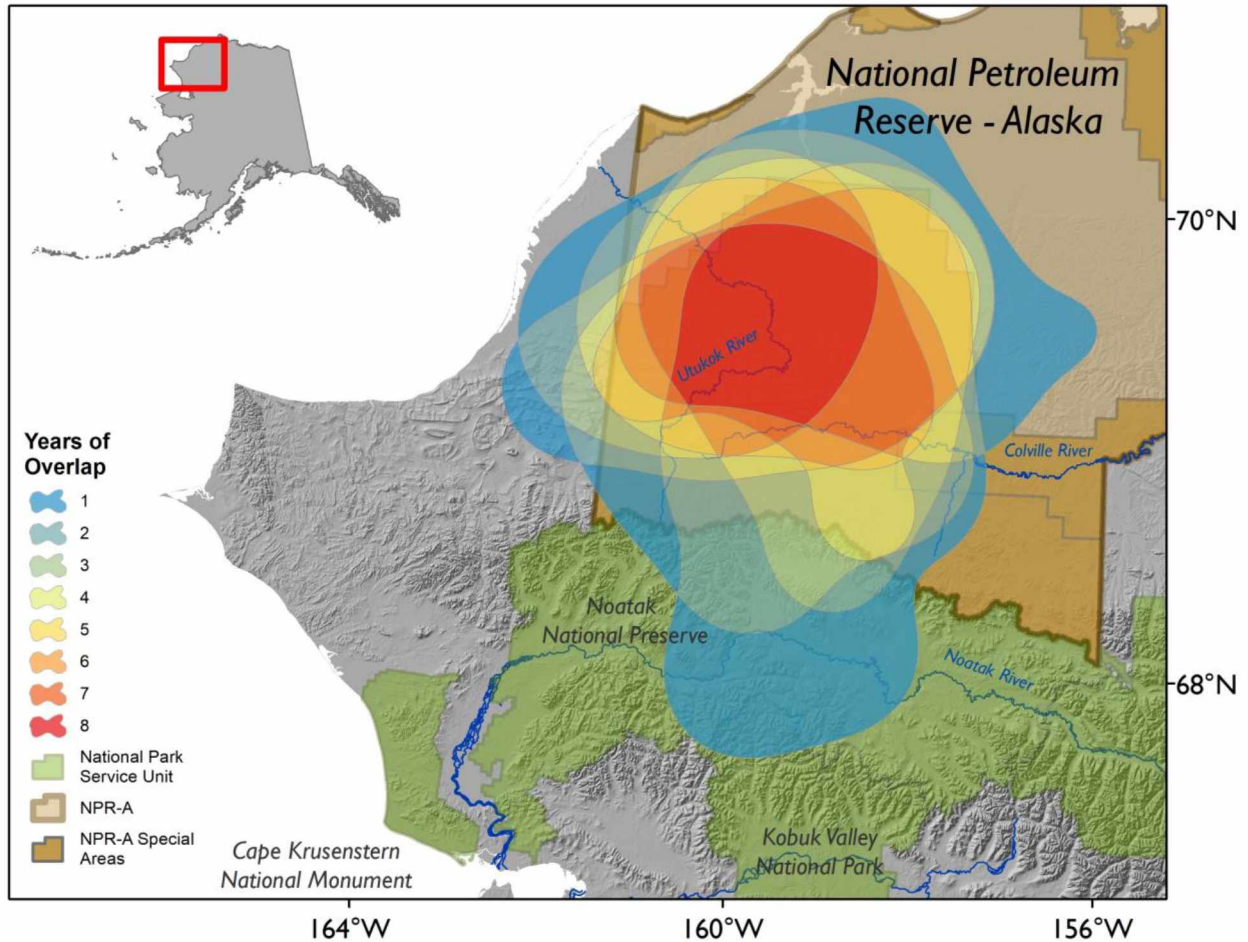 National Petroleum
Reserve - Alaska
70°N
Utukok River
Colville River
Years of
Overlap
1
2
3
4
5
6
7
8
National Park
Service Unit
NPR-A
NPR-A Special
Areas
Noatak
National Preserve
Noatak River
68°N
Cape Krusenstern
National Monument
Kobuk Valley
National Park
164°W
160°W
156°W